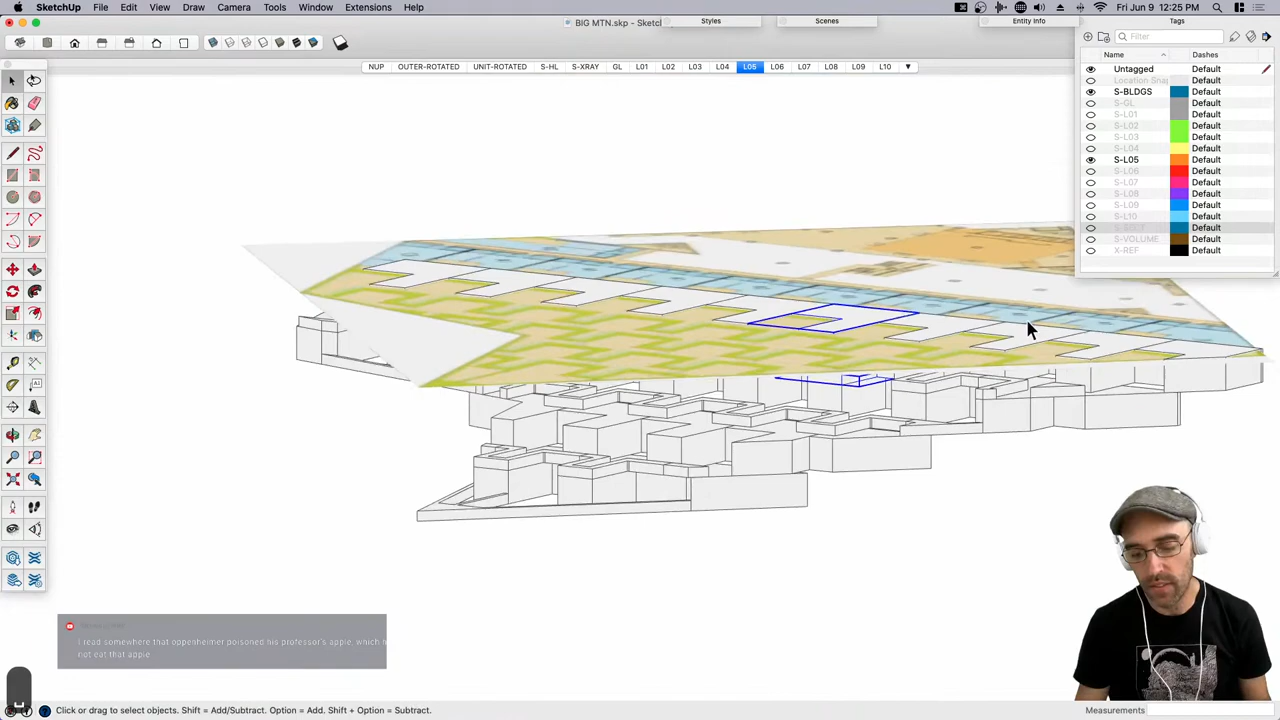 SketchUp File Edit View Draw Camera Tools Window Extensions Help
Fri Jun 9 12:25 PM
BIG MTN.skp - Sketc
Styles
Scenes
Entity Info
Tags
Filter
Name Dashes
NUP OUTER-ROTATED UNIT-ROTATED S-HL S-XRAY GL L01 L02 L03 L04 L05 L06 L07 L08 L09 L10
Untagged Default
Location Snap Default
S-BLDGS Default
S-GL Default
S-L01 Default
S-L02 Default
S-L03 Default
S-L04 Default
S-L05 Default
S-L06 Default
S-L07 Default
S-L08 Default
S-L09 Default
S-L10 Default
Default
S-VOLUME Default
X-REF Default
I read somewhere that oppenheimer poisoned his professor's apple, which h
not eat that apple.
Click or drag to select objects. Shift = Add/Subtract. Option = Add. Shift + Option = Subtract.
Measurements